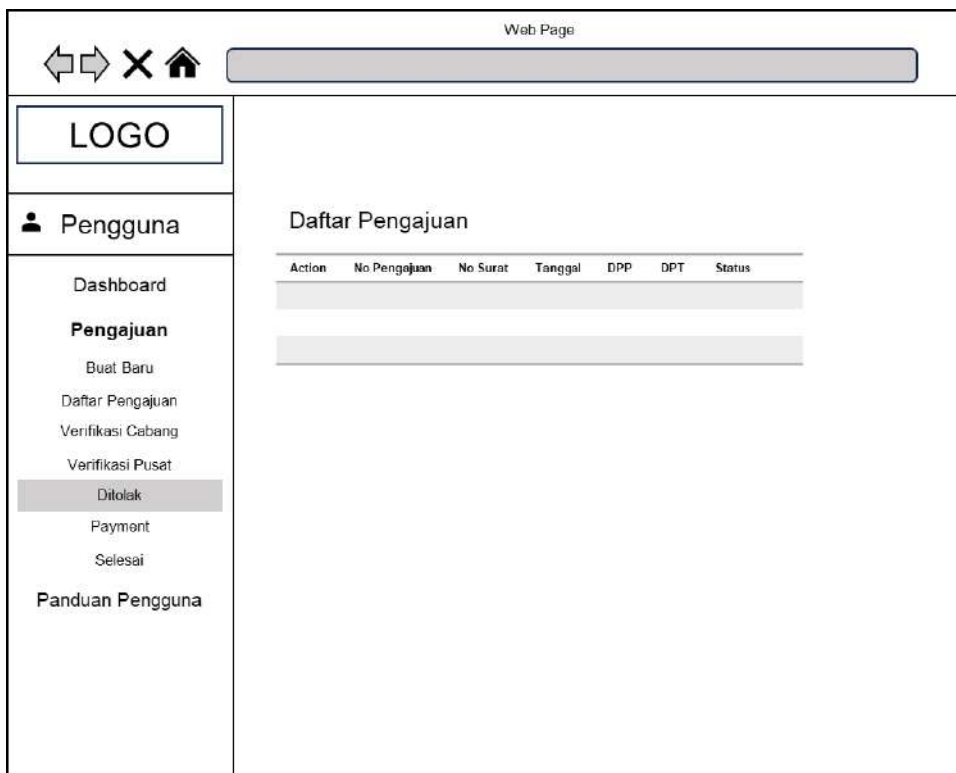 Web Page
LOGO
Pengguna
Dashboard
Pengajuan
Buat Baru
Daftar Pengajuan
Verifikasi Cabang
Verifikasi Pusat
Ditolak
Payment
Selesai
Panduan Pengguna
Daftar Pengajuan
Action No Pengajuan No Surat Tanggal DPP DPT Status